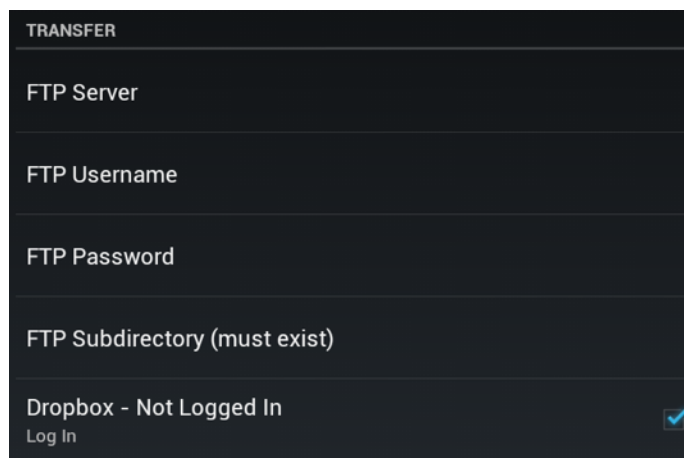 TRANSFER
FTP Server
FTP Username
FTP Password
FTP Subdirectory (must exist)
Dropbox - Not Logged In
Log In